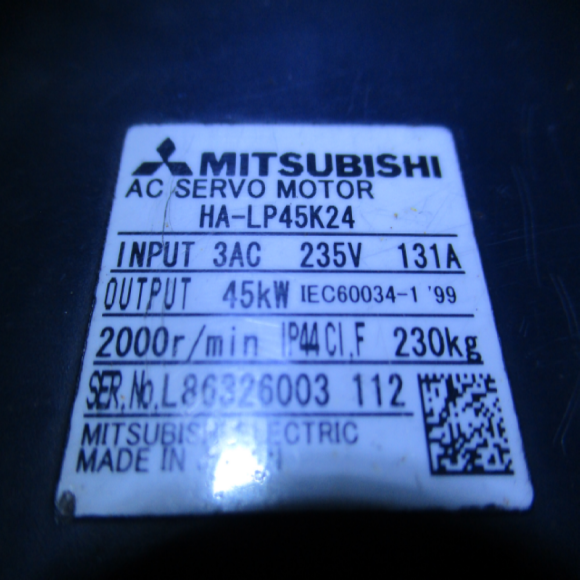 MITSUBISHI
AC SERVO MOTOR
HA-LP45K24
INPUT 3AC 235V 131A
OUTPUT 45kW IEC60034-1 '99
2000r/min IP44 CI.F 230kg
SER.No.L86326003 112
MITSUBISHI ELECTRIC
MADE IN